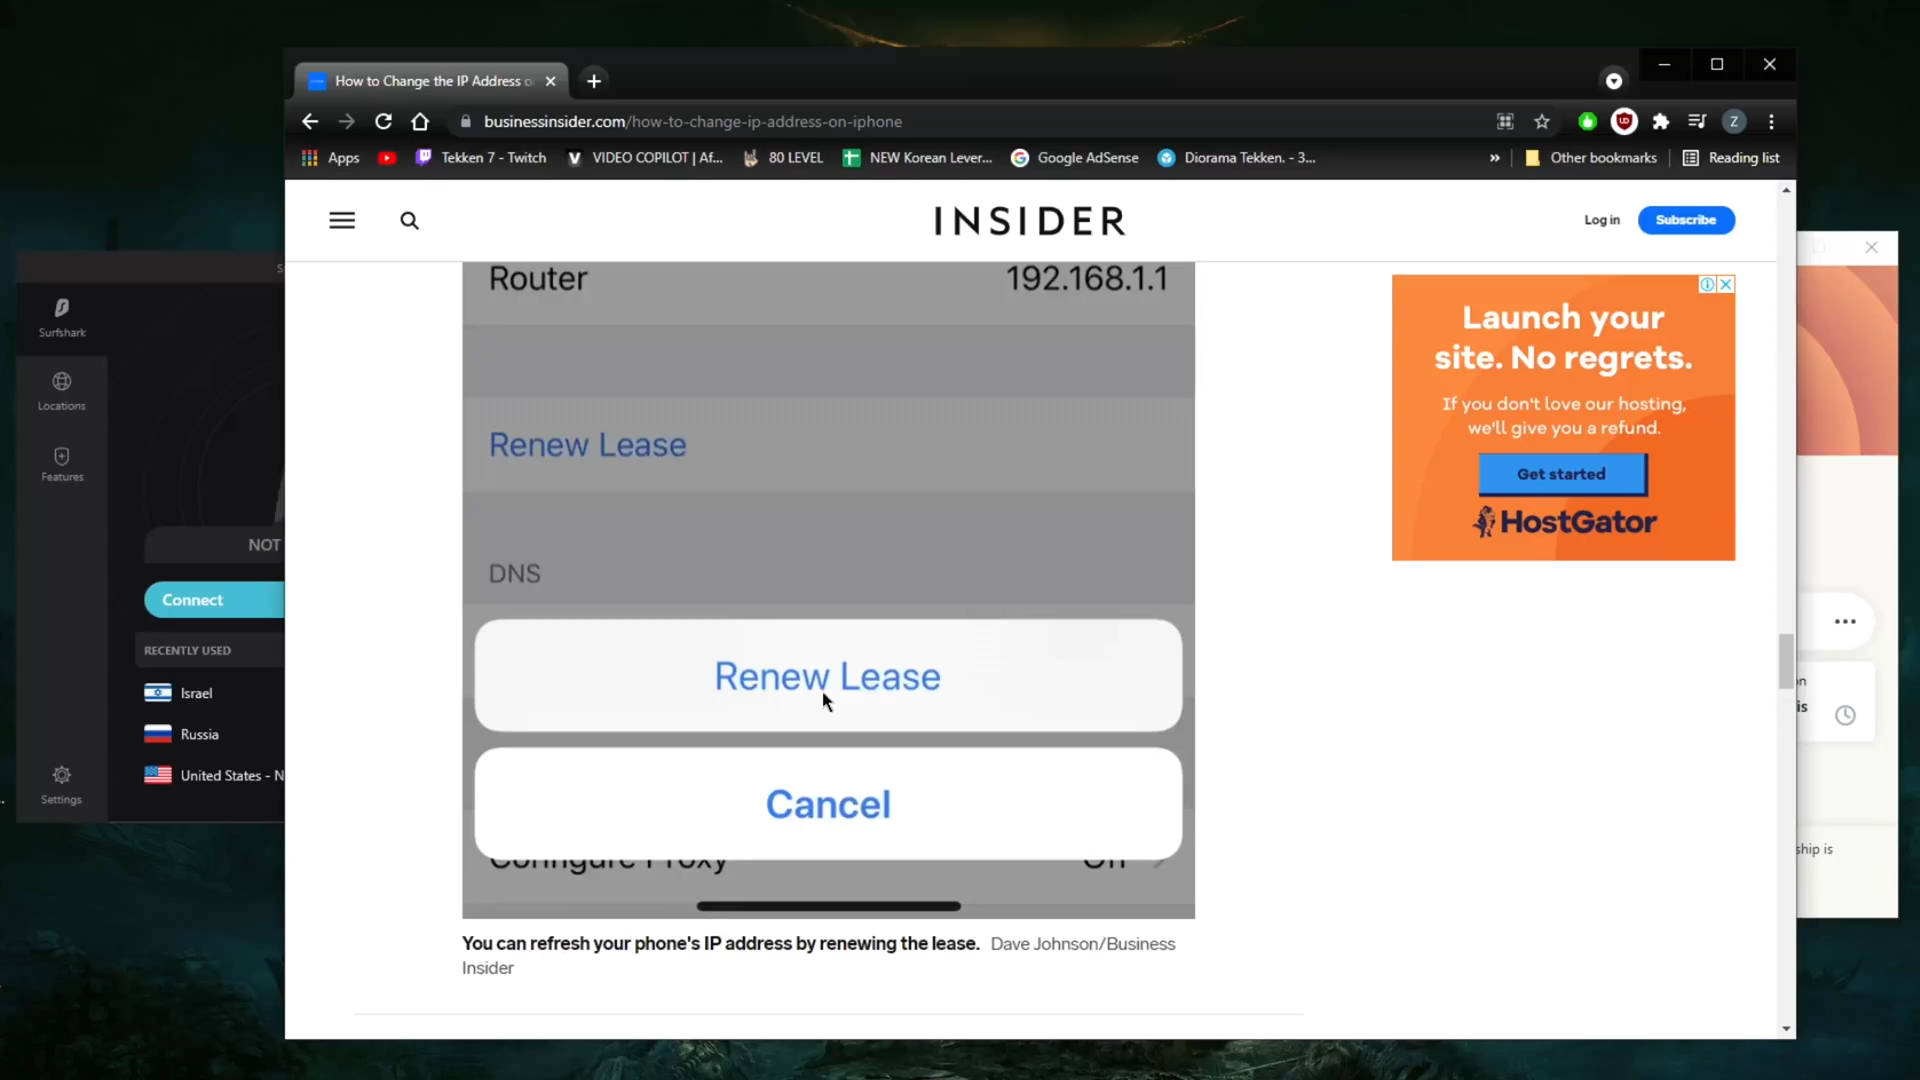 How to Change the IP Address o
businessinsider.com/how-to-change-ip-address-on-iphone
Z
Apps
Tekken 7 - Twitch
VIDEO COPILOT | Af...
80 LEVEL
NEW Korean Lever...
Google AdSense
Diorama Tekken. - 3...
»
Other bookmarks
Reading list
INSIDER
Log in
Subscribe
Router 192.168.1.1
Renew Lease
DNS
Renew Lease
Cancel
Configure Proxy Off
You can refresh your phone's IP address by renewing the lease. Dave Johnson/Business
Insider
Launch your
site. No regrets.
If you don't love our hosting,
we'll give you a refund.
Get started
HostGator
S
Surfshark
Locations
Features
Settings
NOT
Connect
RECENTLY USED
Israel
Russia
United States - N
on
is
ship is